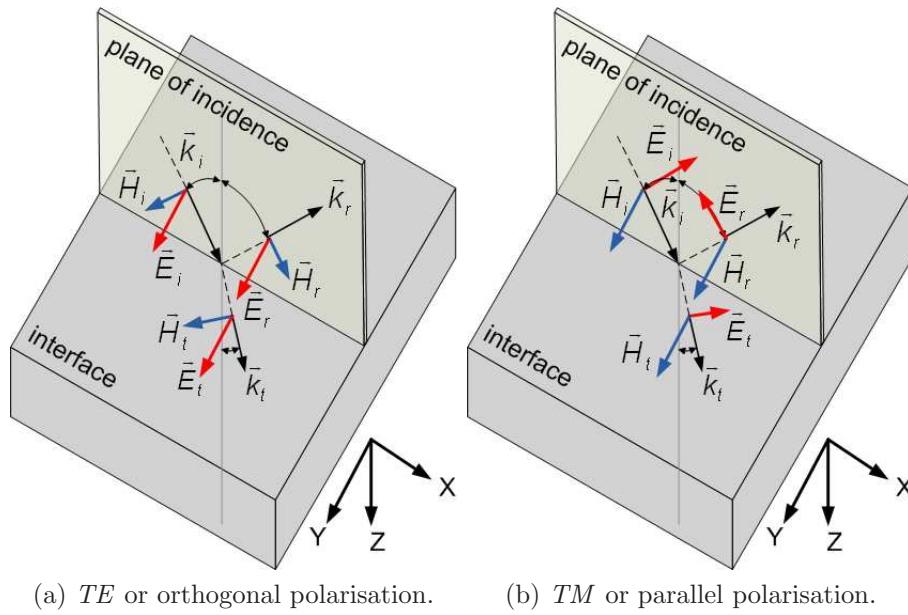 plane of incidence
k⃗i
H⃗i
E⃗i
k⃗r
H⃗r
E⃗r
H⃗t
E⃗t
k⃗t
interface
X
Y
Z
(a) TE or orthogonal polarisation.
plane of incidence
E⃗i
H⃗i
k⃗i
E⃗r
k⃗r
H⃗r
E⃗t
H⃗t
k⃗t
interface
X
Y
Z
(b) TM or parallel polarisation.